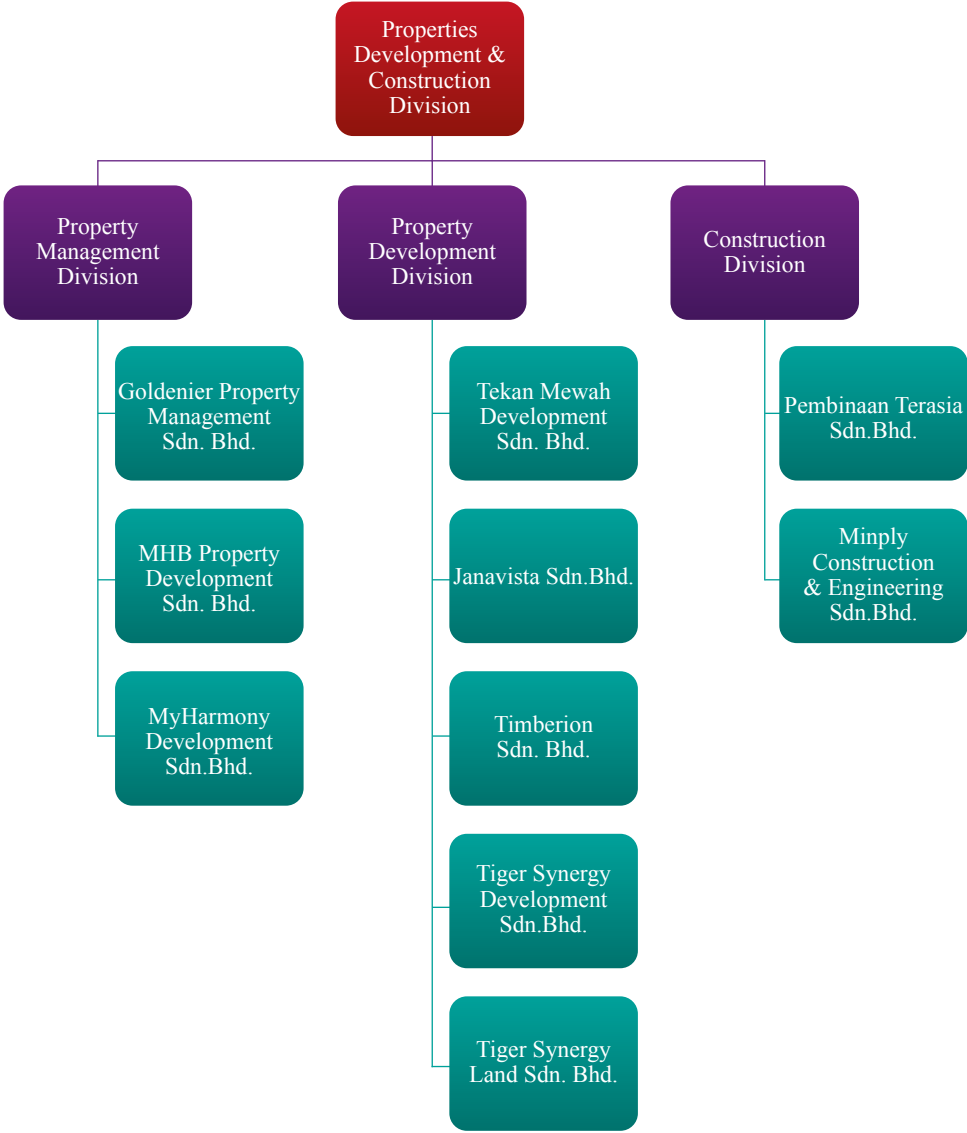 Properties
Development &
Construction
Division
Property
Management
Division
Property
Development
Division
Construction
Division
Goldenier Property
Management
Sdn. Bhd.
MHB Property
Development
Sdn. Bhd.
MyHarmony
Development
Sdn.Bhd.
Tekan Mewah
Development
Sdn. Bhd.
Janavista Sdn.Bhd.
Timberion
Sdn. Bhd.
Tiger Synergy
Development
Sdn.Bhd.
Tiger Synergy
Land Sdn. Bhd.
Pembinaan Terasia
Sdn.Bhd.
Minply
Construction
& Engineering
Sdn.Bhd.